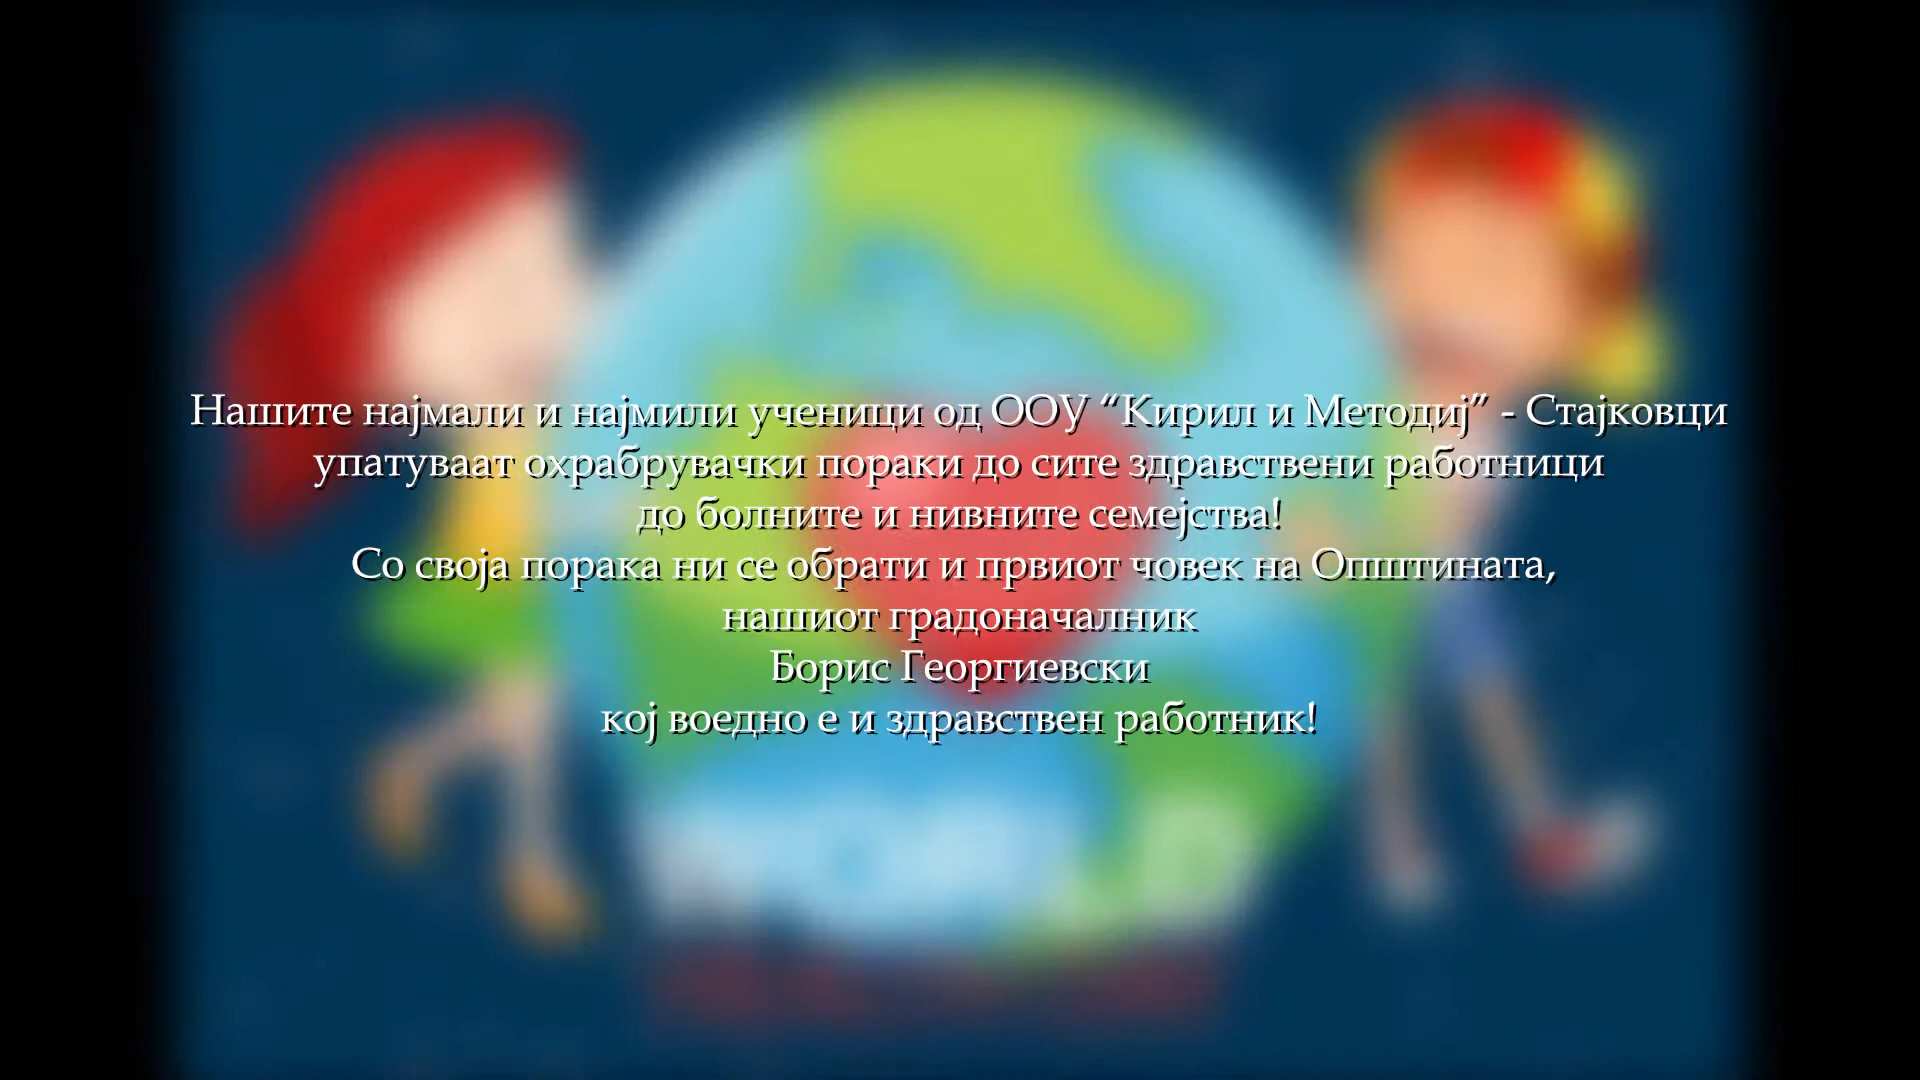 Нашите најмали и најмили ученици од ООУ “Кирил и Методиј” - Стајковци
упатуваат охрабрувачки пораки до сите здравствени работници
до болните и нивните семејства!
Со своја порака ни се обрати и првиот човек на Општината,
нашиот градоначалник
Борис Георгиевски
кој воедно е и здравствен работник!